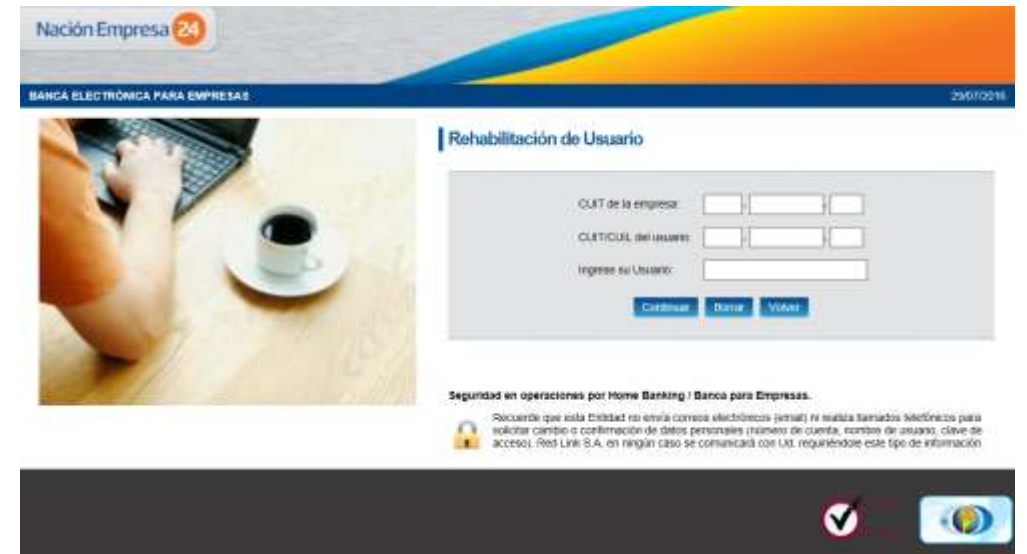 Nación Empresa 24
BANCA ELECTRÓNICA PARA EMPRESAS
29/07/2016
Rehabilitación de Usuario
CUIT de la empresa:
CUIT/CUIL del usuario:
Ingrese su Usuario:
Continuar Borrar Volver
Seguridad en operaciones por Home Banking / Banca para Empresas.
Recuerde que esta Entidad no envía correos electrónicos (email) ni realiza llamados telefónicos para
solicitar cambio o confirmación de datos personales (número de cuenta, nombre de usuario, clave de
acceso). Red Link S.A. en ningún caso se comunicará con Ud. requiriéndole este tipo de información